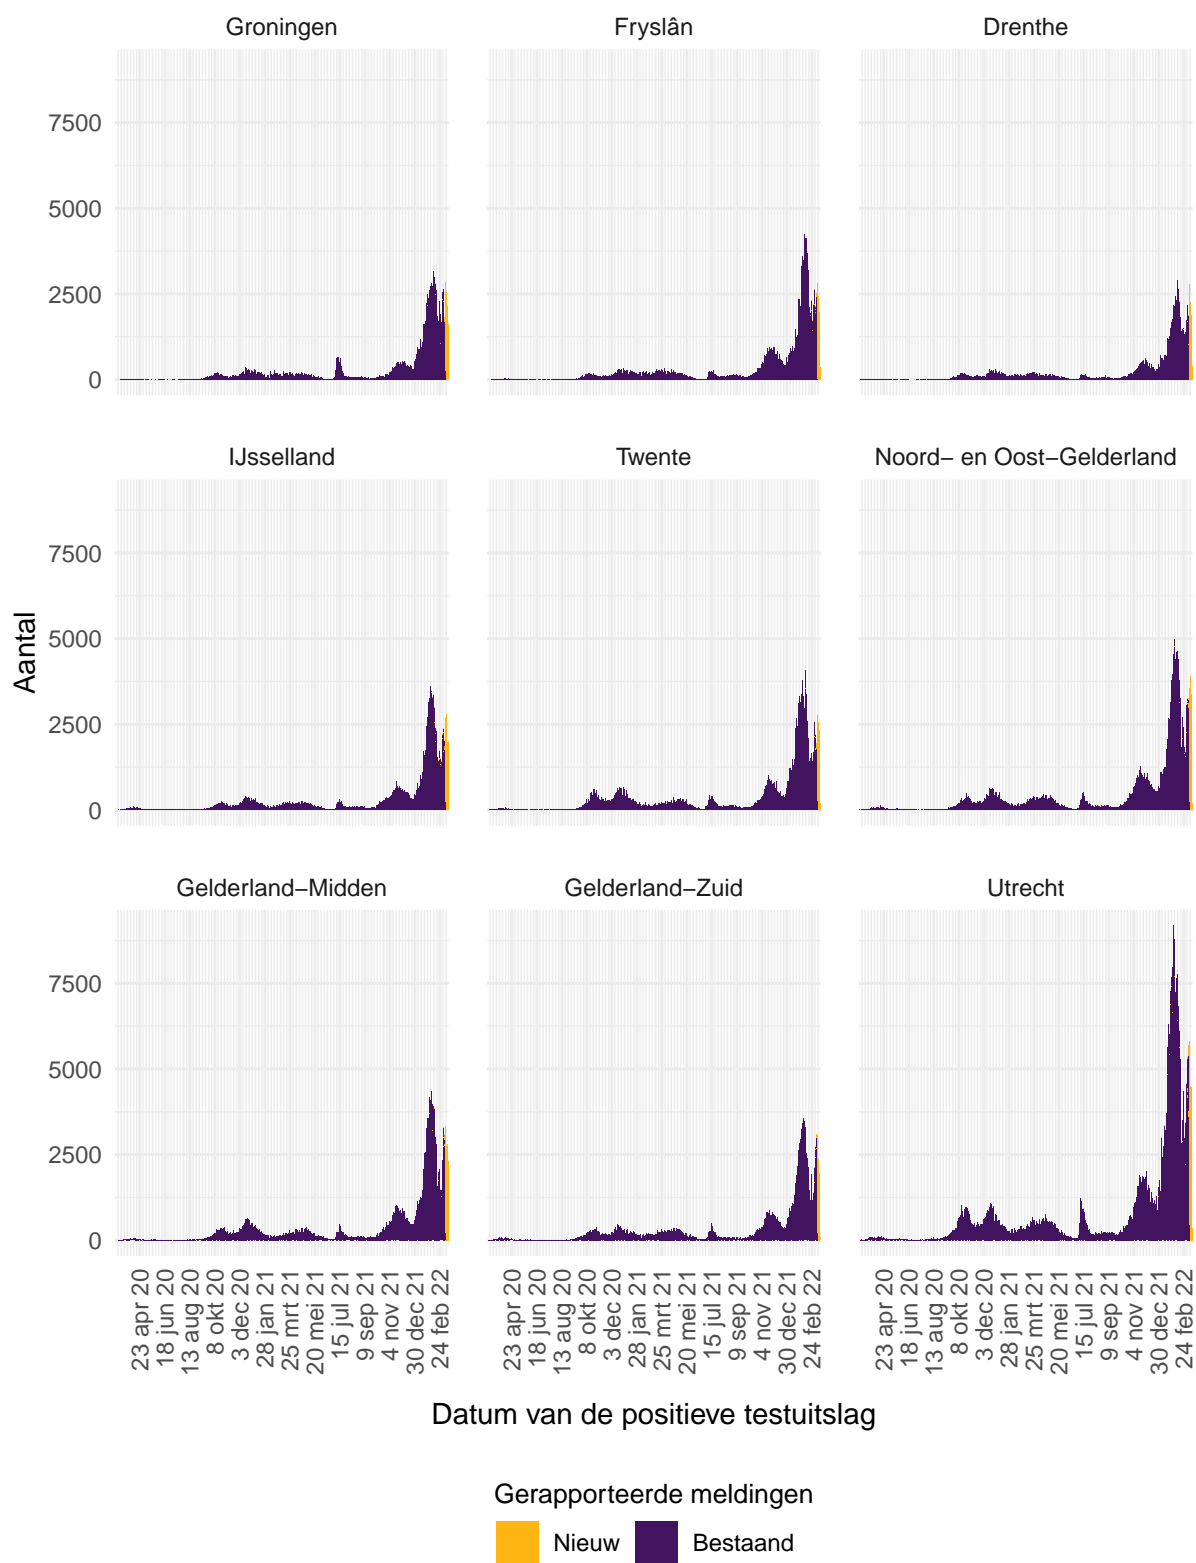 Groningen Fryslân Drenthe
7500
5000
2500
0
IJsselland Twente Noord− en Oost−Gelderland
7500
5000
2500
0
Aantal
Gelderland−Midden Gelderland−Zuid Utrecht
7500
5000
2500
0
23 apr 20 18 jun 20 13 aug 20 8 okt 20 3 dec 20 28 jan 21 25 mrt 21 20 mei 21 15 jul 21 9 sep 21 4 nov 21 30 dec 21 24 feb 22
23 apr 20 18 jun 20 13 aug 20 8 okt 20 3 dec 20 28 jan 21 25 mrt 21 20 mei 21 15 jul 21 9 sep 21 4 nov 21 30 dec 21 24 feb 22
23 apr 20 18 jun 20 13 aug 20 8 okt 20 3 dec 20 28 jan 21 25 mrt 21 20 mei 21 15 jul 21 9 sep 21 4 nov 21 30 dec 21 24 feb 22
Datum van de positieve testuitslag
Gerapporteerde meldingen
Nieuw Bestaand